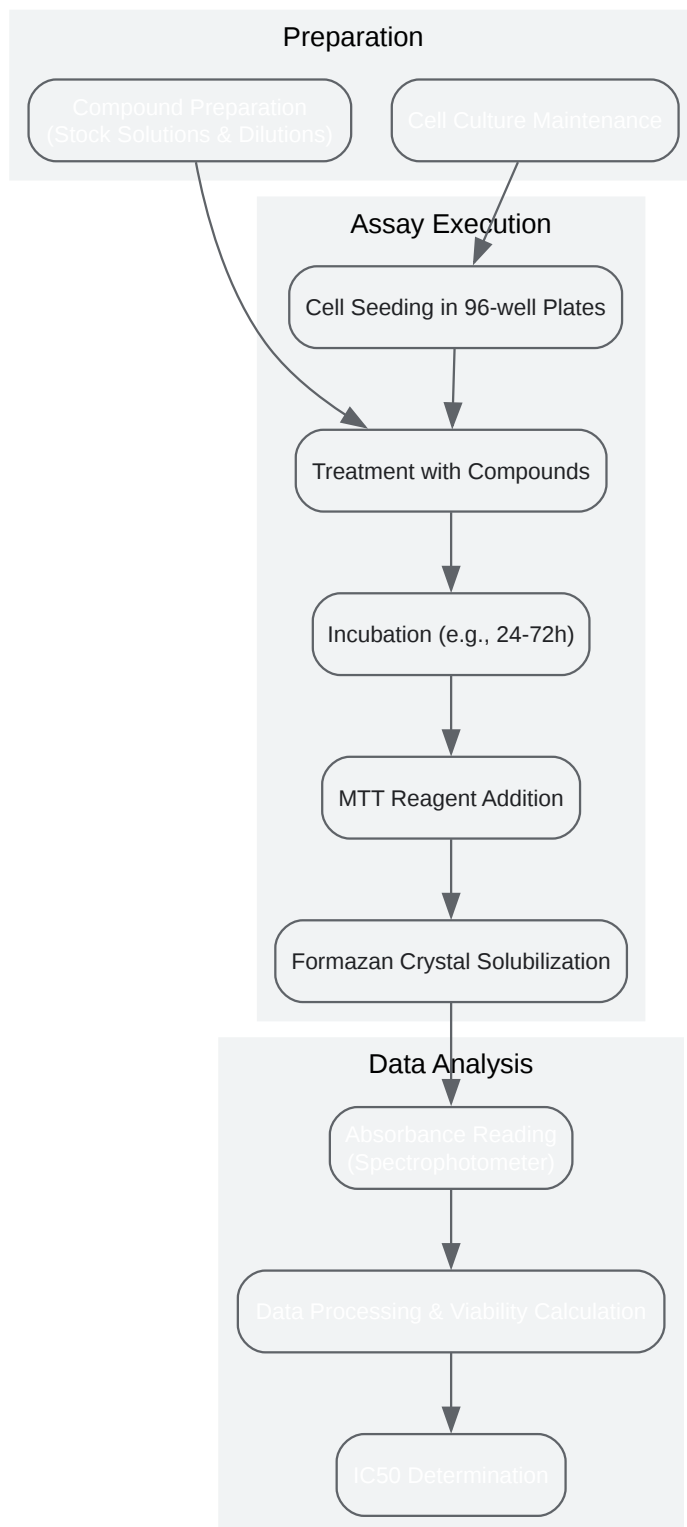 Preparation
Compound Preparation
(Stock Solutions & Dilutions)
Cell Culture Maintenance
Assay Execution
Cell Seeding in 96-well Plates
Treatment with Compounds
Incubation (e.g., 24-72h)
MTT Reagent Addition
Formazan Crystal Solubilization
Data Analysis
Absorbance Reading
(Spectrophotometer)
Data Processing & Viability Calculation
IC50 Determination